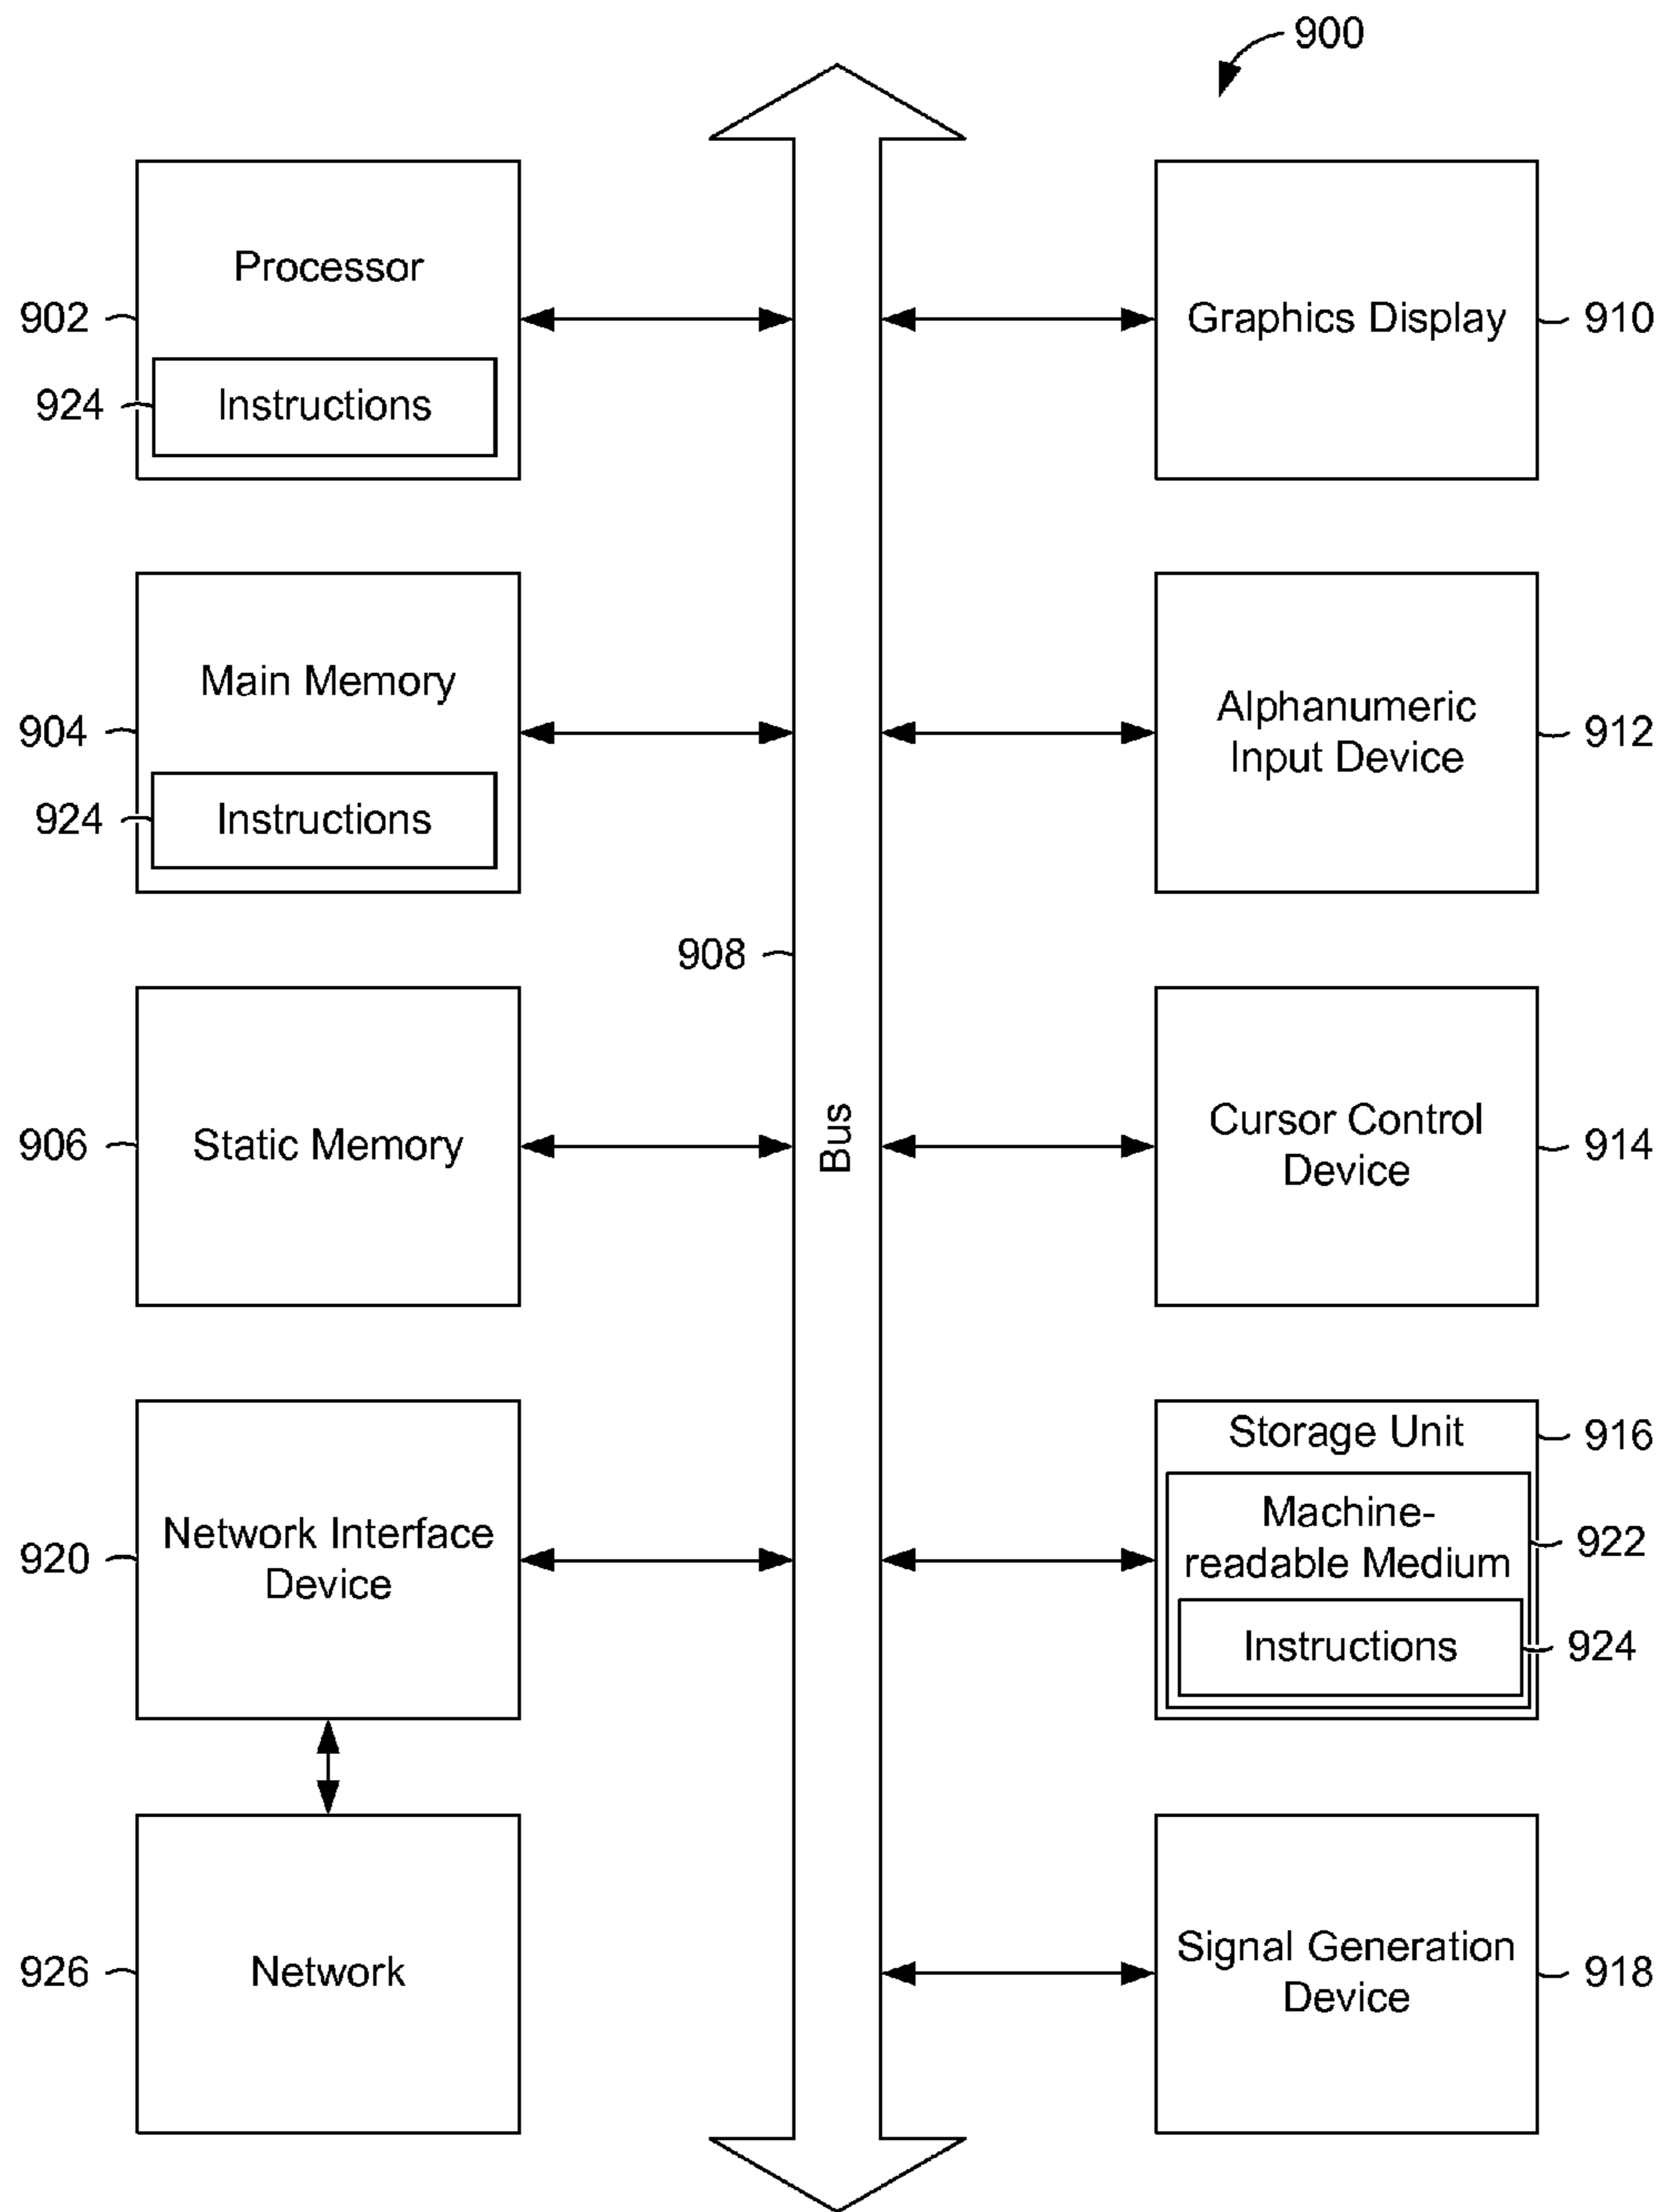 900
Processor
902
924
Instructions
Graphics Display
910
Main Memory
904
924
Instructions
Alphanumeric
Input Device
912
908
Bus
Static Memory
906
Cursor Control
Device
914
Network Interface
Device
920
Storage Unit
916
Machine-
readable Medium
922
Instructions
924
Network
926
Signal Generation
Device
918